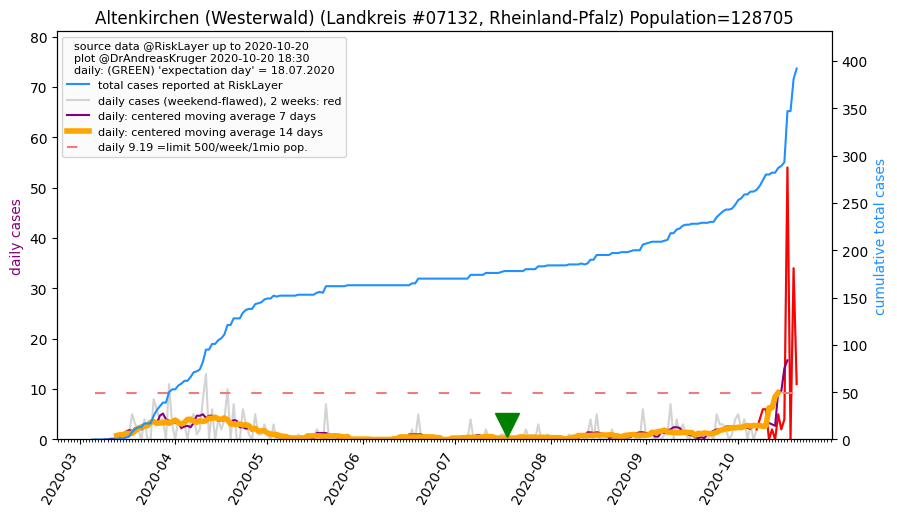 Altenkirchen (Westerwald) (Landkreis #07132, Rheinland-Pfalz) Population=128705
source data @RiskLayer up to 2020-10-20
plot @DrAndreasKruger 2020-10-20 18:30
daily: (GREEN) 'expectation day' = 18.07.2020
total cases reported at RiskLayer
daily cases (weekend-flawed), 2 weeks: red
daily: centered moving average 7 days
daily: centered moving average 14 days
daily 9.19 =limit 500/week/1mio pop.
daily cases
80
70
60
50
40
30
20
10
0
cumulative total cases
400
350
300
250
200
150
100
50
0
2020-03
2020-04
2020-05
2020-06
2020-07
2020-08
2020-09
2020-10